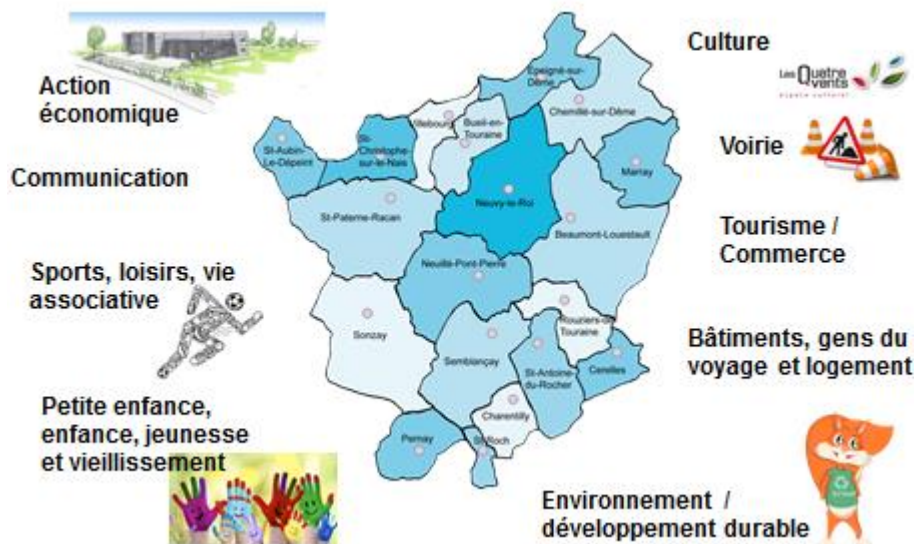 Action
économique
Communication
Sports, loisirs, vie
associative
Petite enfance,
enfance, jeunesse
et vieillissement
Epeigné-sur-
Dême
Chemillé-sur-Dême
illebourg
Bueil-en-
Touraine
St-Aubin-
Le-Dépeint
St-
Christophe
-sur-le-Nais
Marray
Neuvy-le-Roi
St-Paterne-Racan
Beaumont-Louestault
Neuillé-Pont-Pierre
Sonzay
Rouziers-de-
Touraine
Semblançay
St-Antoine-
du-Rocher
Cerelles
Charentilly
Pernay
St-Roch
Culture
Les Quatre
vents
espace culturel
Voirie
Tourisme /
Commerce
Bâtiments, gens du
voyage et logement
Environnement /
développement durable